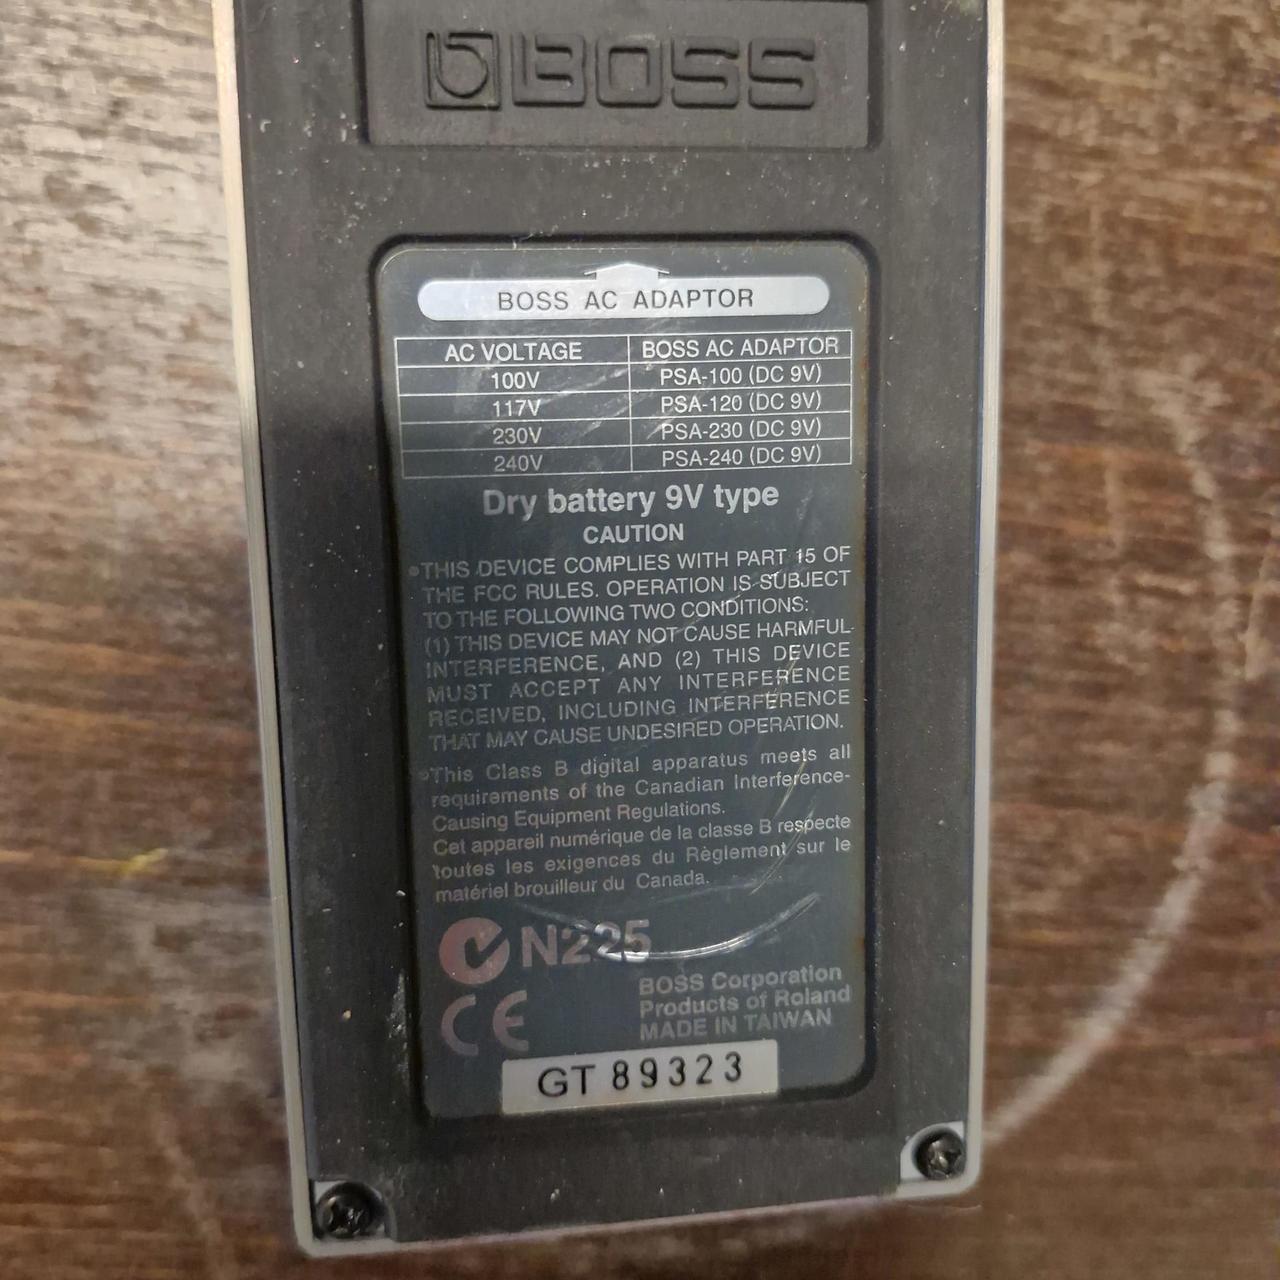 BOSS
BOSS AC ADAPTOR
AC VOLTAGE BOSS AC ADAPTOR
100V PSA-100 (DC 9V)
117V PSA-120 (DC 9V)
230V PSA-230 (DC 9V)
240V PSA-240 (DC 9V)
Dry battery 9V type
CAUTION
•THIS DEVICE COMPLIES WITH PART 15 OF
THE FCC RULES. OPERATION IS SUBJECT
TO THE FOLLOWING TWO CONDITIONS:
(1) THIS DEVICE MAY NOT CAUSE HARMFUL-
INTERFERENCE, AND (2) THIS DEVICE
MUST ACCEPT ANY INTERFERENCE
RECEIVED, INCLUDING INTERFERENCE
THAT MAY CAUSE UNDESIRED OPERATION.
•This Class B digital apparatus meets all
requirements of the Canadian Interference-
Causing Equipment Regulations.
Cet appareil numérique de la classe B respecte
toutes les exigences du Règlement sur le
matériel brouilleur du Canada.
N225
BOSS Corporation
Products of Roland
CE MADE IN TAIWAN
GT 89323